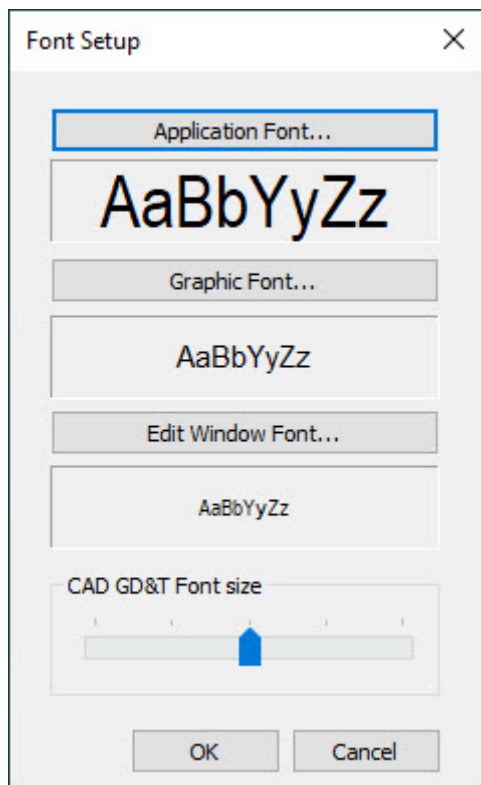 Font Setup
Application Font...
AaBbYyZz
Graphic Font...
AaBbYyZz
Edit Window Font...
AaBbYyZz
CAD GD&T Font size
OK Cancel